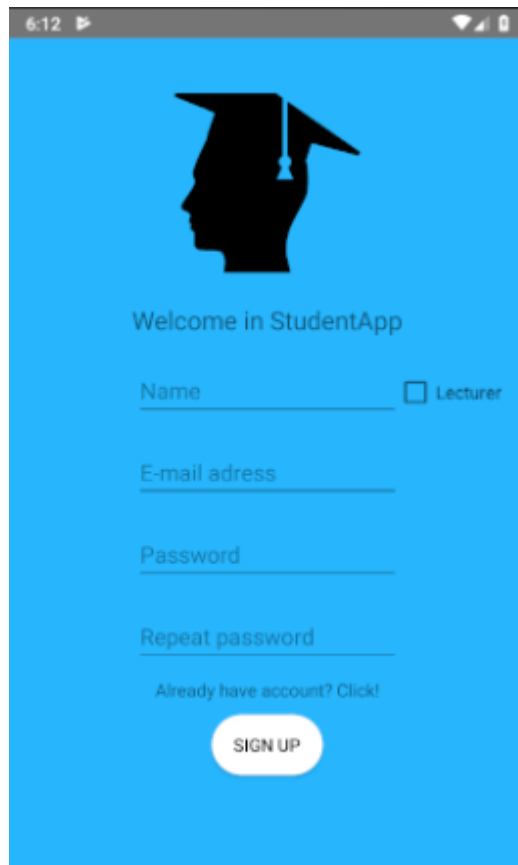 6:12
Welcome in StudentApp
Name
Lecturer
E-mail adress
Password
Repeat password
Already have account? Click!
SIGN UP